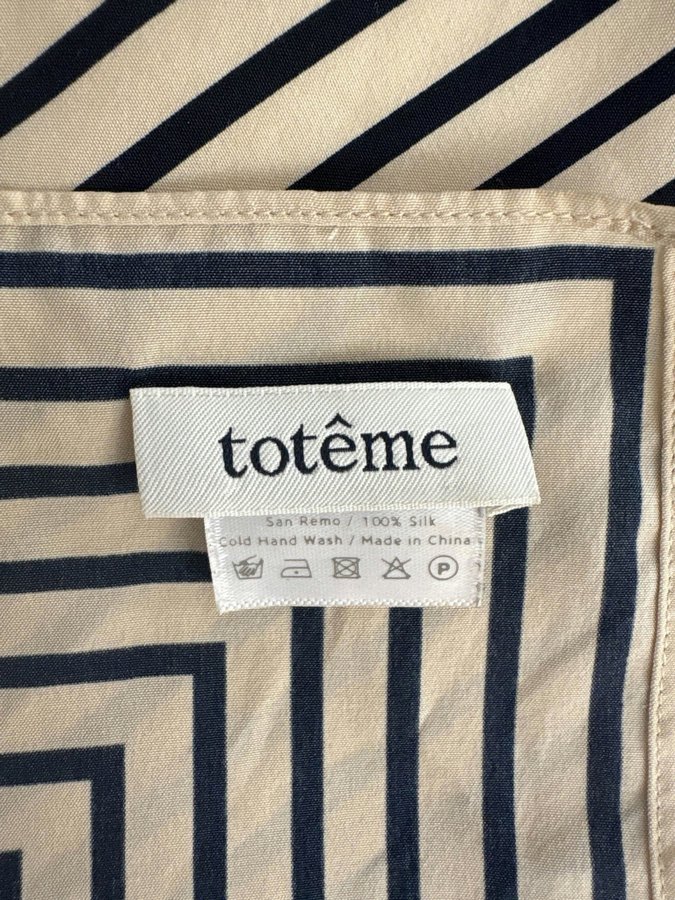 totême
San Remo / 100% Silk
Cold Hand Wash / Made in China
P